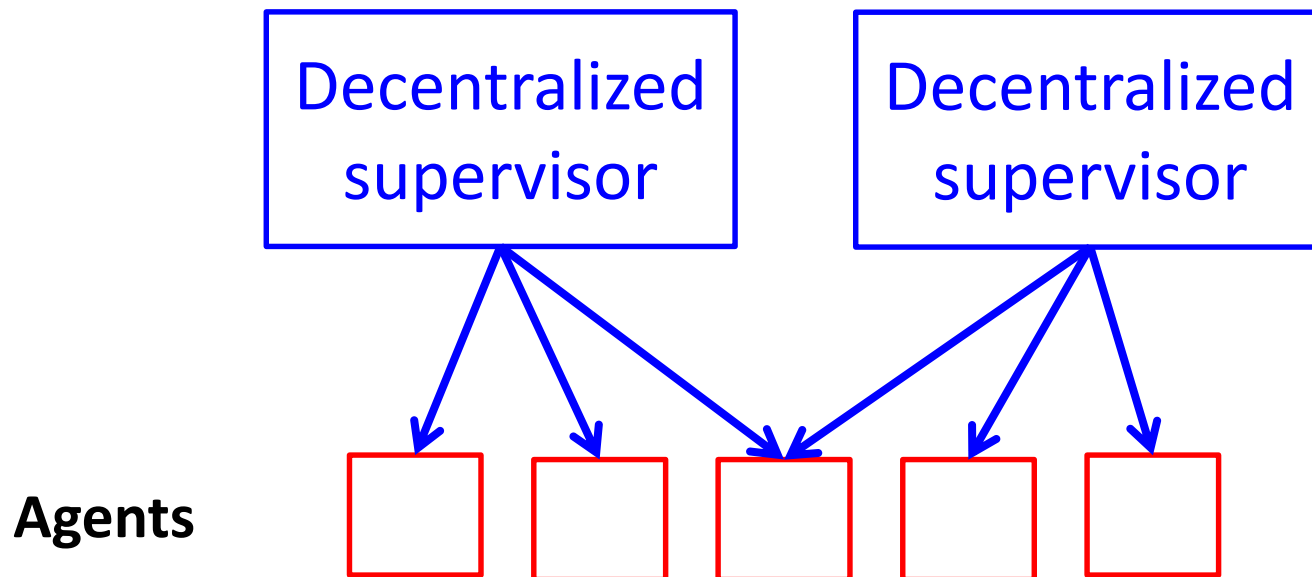 Decentralized
supervisor
Decentralized
supervisor
Agents